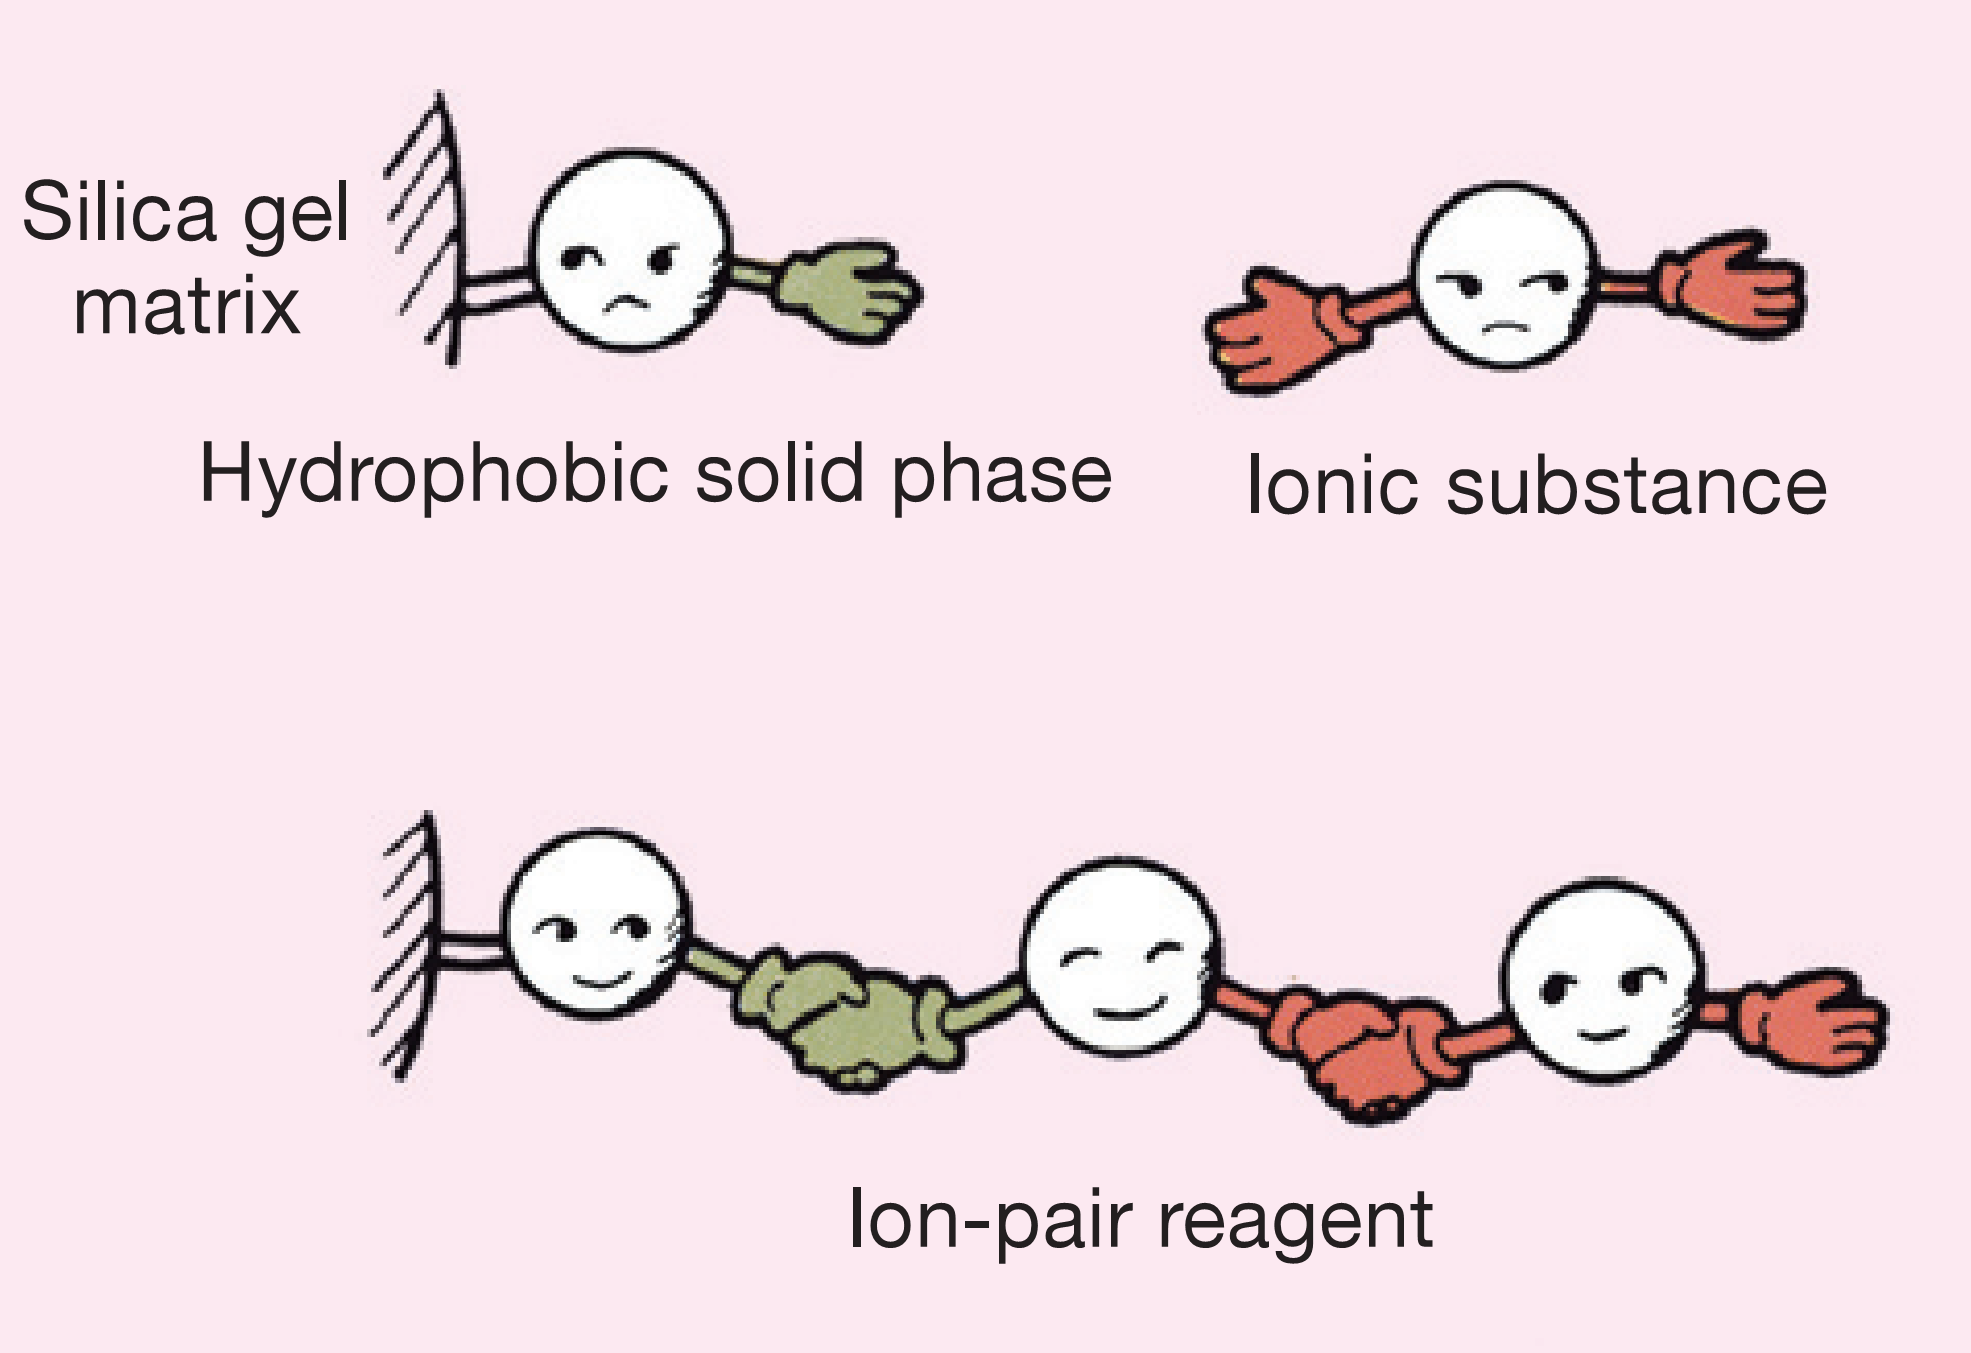 Silica gel
matrix
Hydrophobic solid phase
Ionic substance
Ion-pair reagent